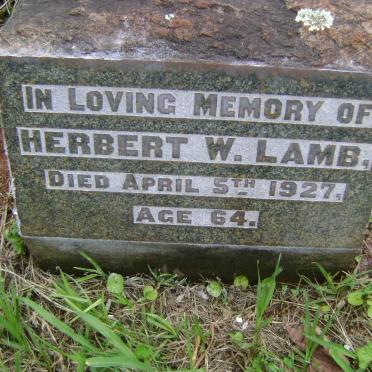 IN LOVING MEMORY OF
HERBERT W. LAMB,
DIED APRIL 5TH 1927,
AGE 64.